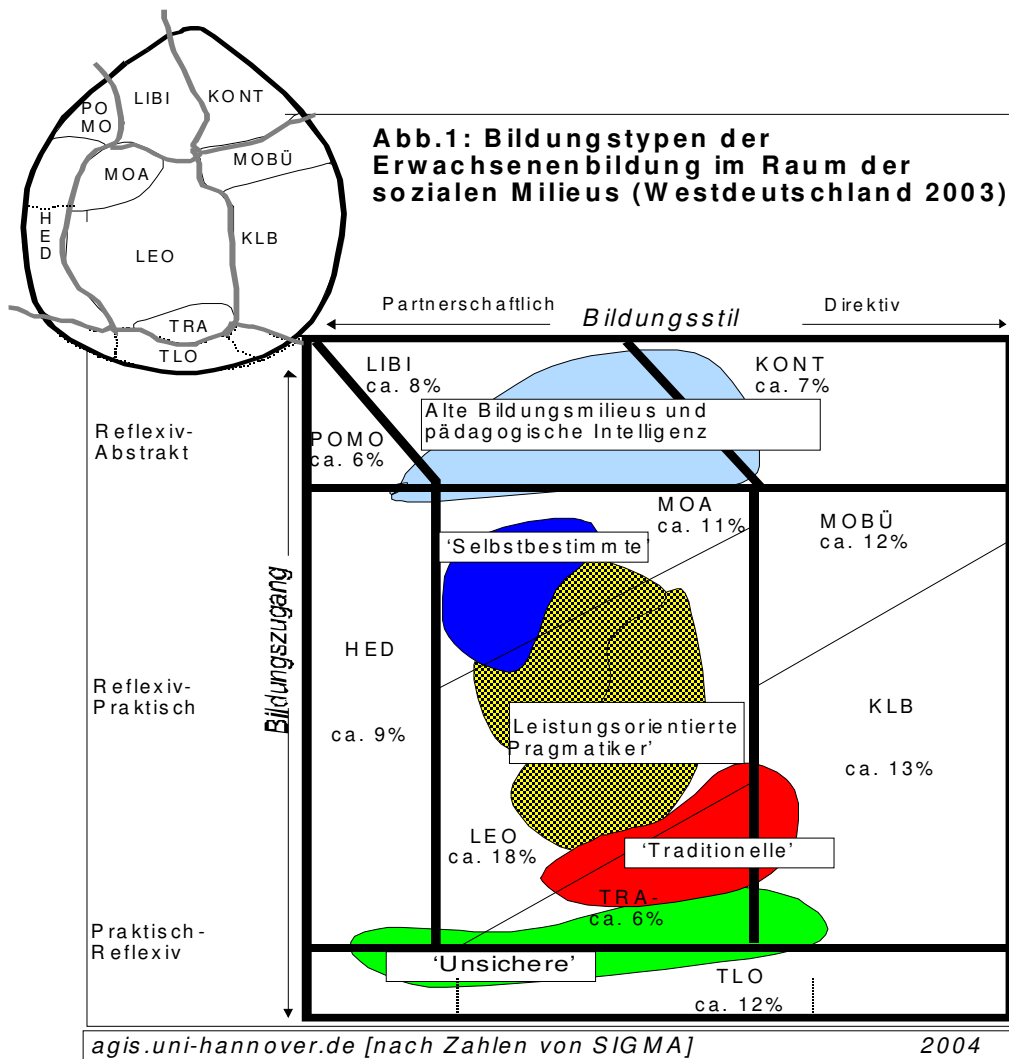 PO
MO
LIBI
KONT
MOA
MOBÜ
H
E
D
LEO
KLB
TRA
TLO
Abb.1: Bildungstypen der
Erwachsenenbildung im Raum der
sozialen Milieus (Westdeutschland 2003)
Partnerschaftlich
Bildungsstil
Direktiv
Bildungszugang
Reflexiv-
Abstrakt
Reflexiv-
Praktisch
Praktisch-
Reflexiv
LIBI
ca. 8%
KONT
ca. 7%
Alte Bildungsmilieus und
pädagogische Intelligenz
POMO
ca. 6%
MOA
ca. 11%
MOBÜ
ca. 12%
‘Selbstbestimmte’
HED
ca. 9%
Leistungsorientierte
Pragmatiker’
KLB
ca. 13%
LEO
ca. 18%
‘Traditionelle’
TRA-
ca. 6%
‘Unsichere’
TLO
ca. 12%
agis.uni-hannover.de [nach Zahlen von SIGMA] 2004